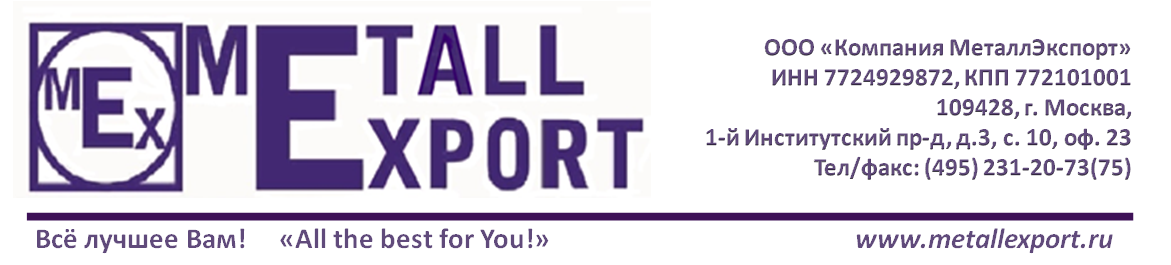 MEx
METALL
EXPORT
ООО «Компания МеталлЭкспорт»
ИНН 7724929872, КПП 772101001
109428, г. Москва,
1-й Институтский пр-д, д.3, с. 10, оф. 23
Тел/факс: (495) 231-20-73(75)
Всё лучшее Вам! «All the best for You!»
www.metallexport.ru